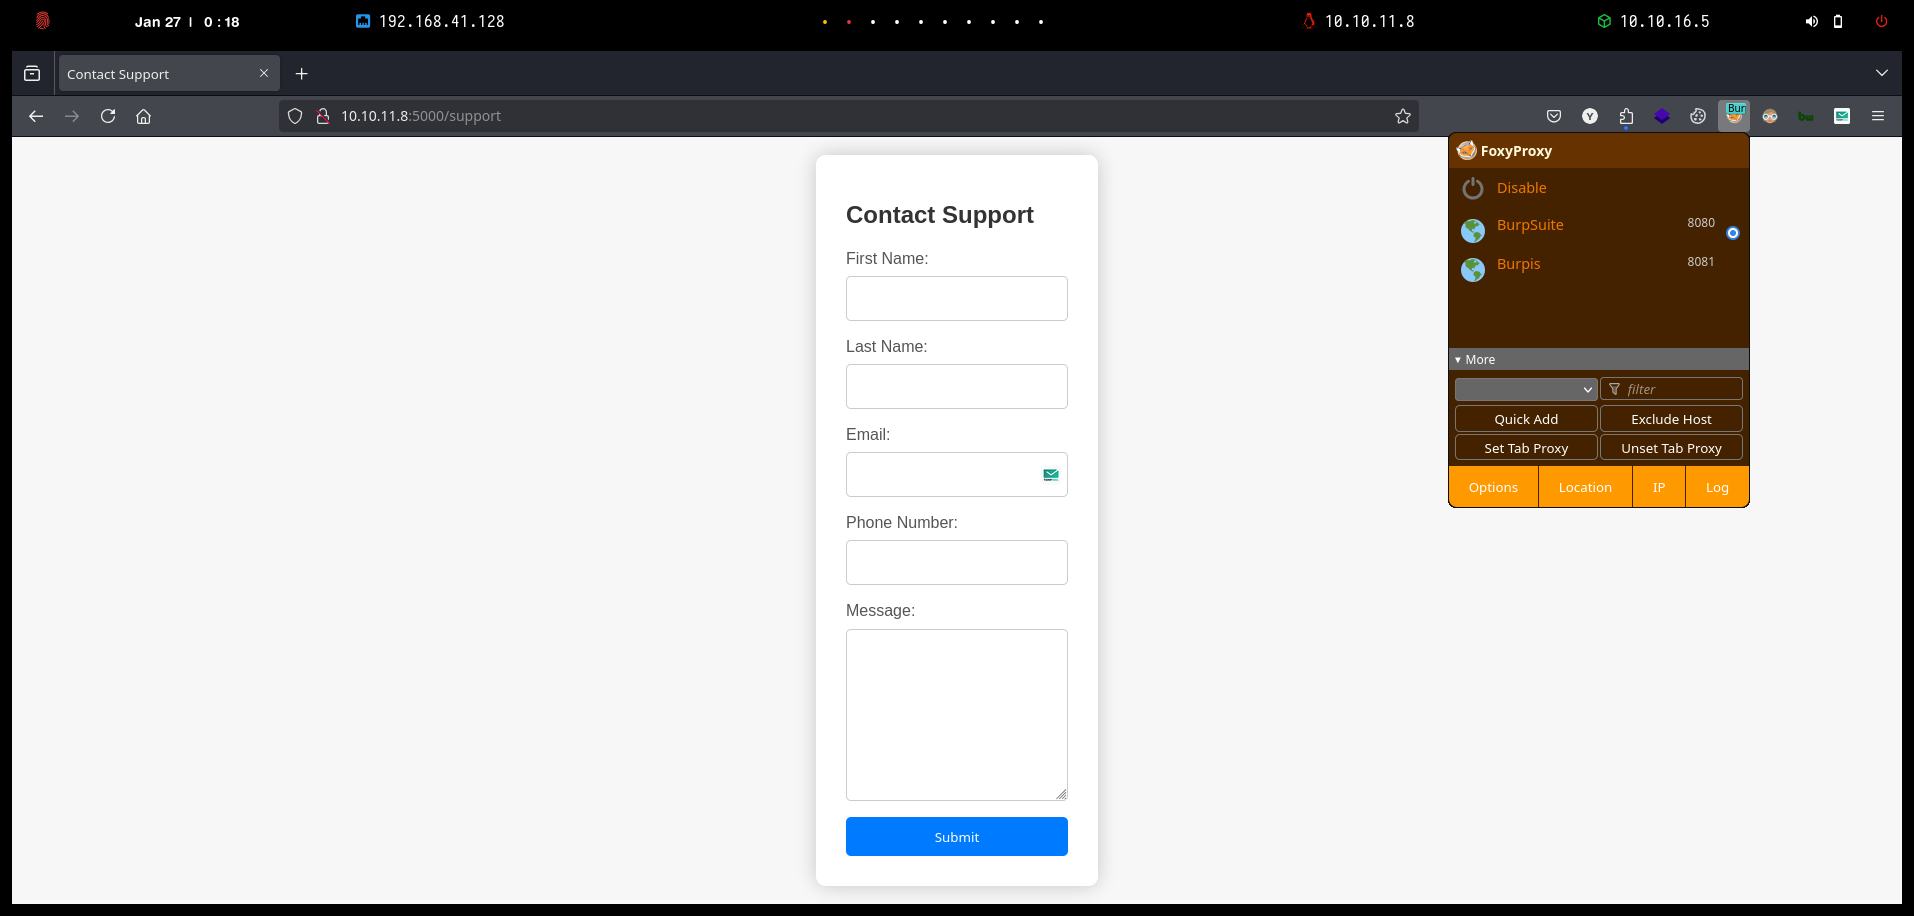 Jan 27 | 0 : 18
192.168.41.128
10.10.11.8
10.10.16.5
Contact Support
10.10.11.8:5000/support
Y
Bur
bw
FoxyProxy
Disable
BurpSuite 8080
Burpis 8081
▾ More
filter
Quick Add Exclude Host
Set Tab Proxy Unset Tab Proxy
Options Location IP Log
Contact Support
First Name:
Last Name:
Email:
Phone Number:
Message:
Submit